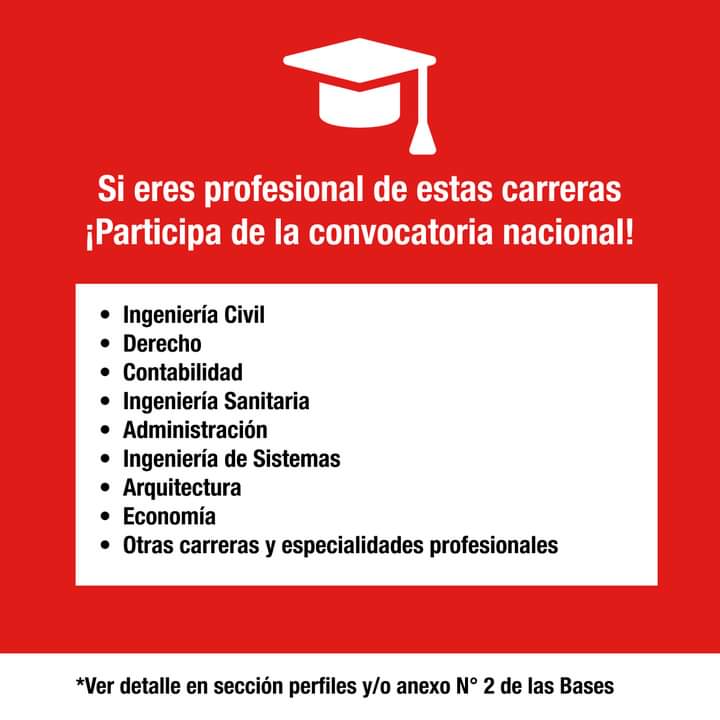 Si eres profesional de estas carreras
¡Participa de la convocatoria nacional!
• Ingeniería Civil
• Derecho
• Contabilidad
• Ingeniería Sanitaria
• Administración
• Ingeniería de Sistemas
• Arquitectura
• Economía
• Otras carreras y especialidades profesionales
*Ver detalle en sección perfiles y/o anexo N° 2 de las Bases